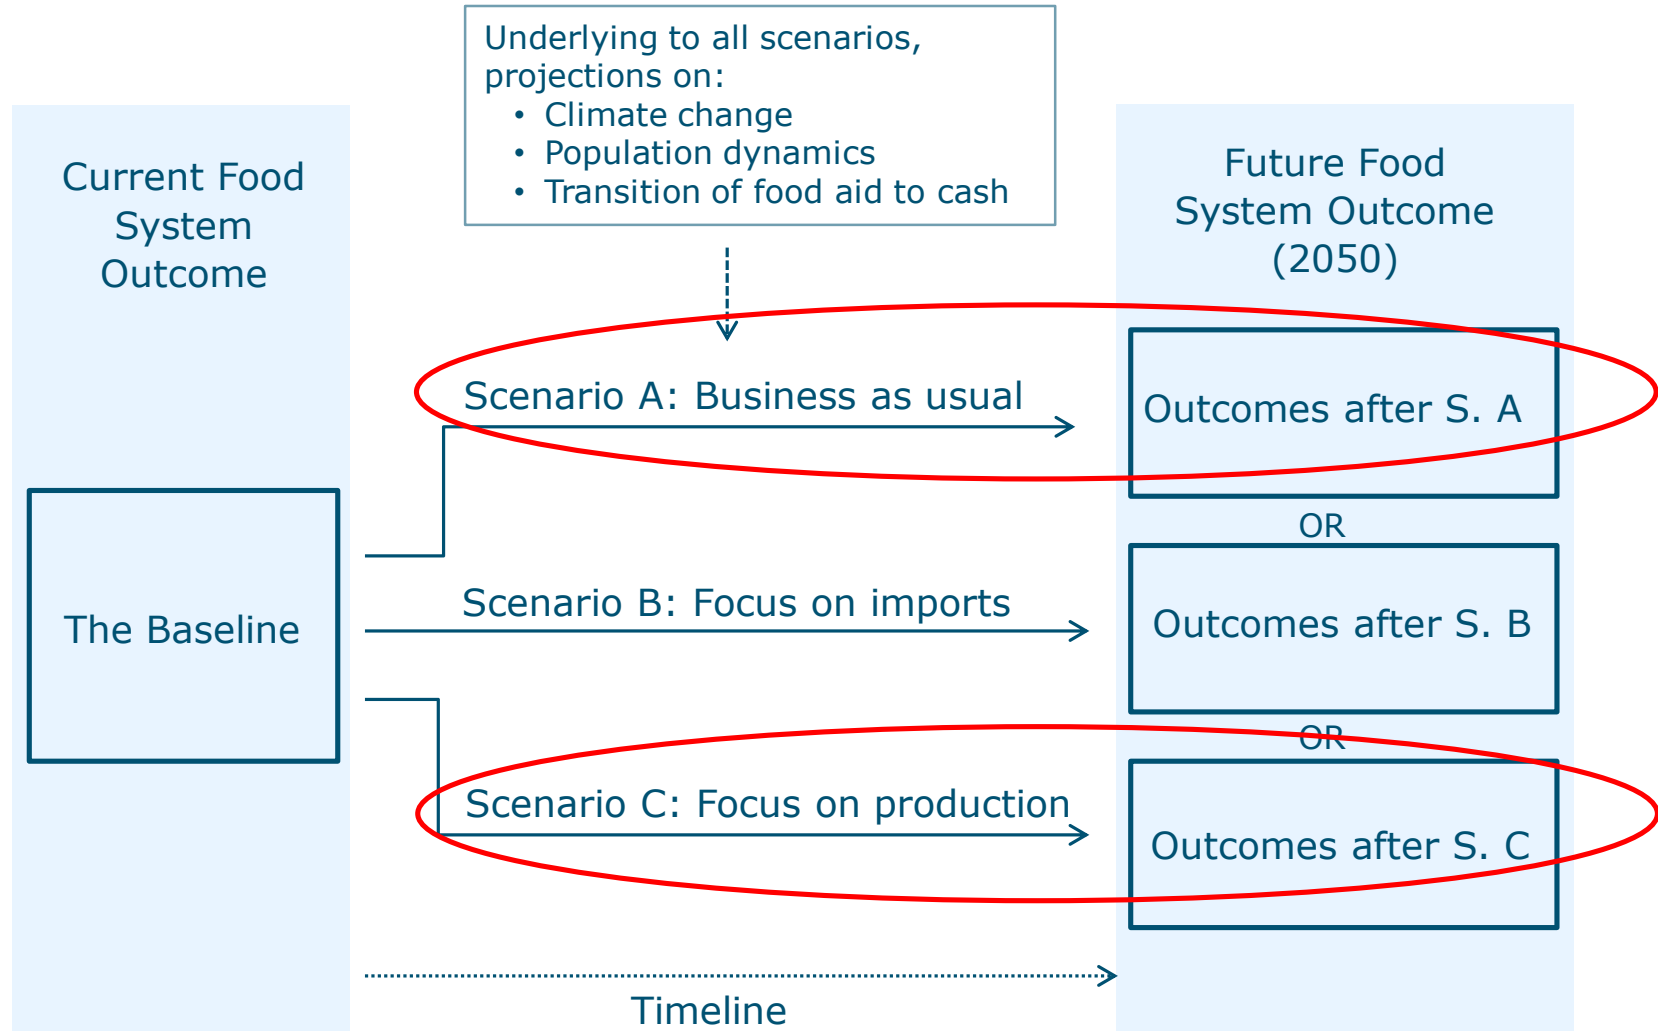 Underlying to all scenarios,
projections on:
• Climate change
• Population dynamics
• Transition of food aid to cash
Current Food
System
Outcome
Future Food
System Outcome
(2050)
Scenario A: Business as usual
Outcomes after S. A
OR
The Baseline
Scenario B: Focus on imports
Outcomes after S. B
OR
Scenario C: Focus on production
Outcomes after S. C
Timeline